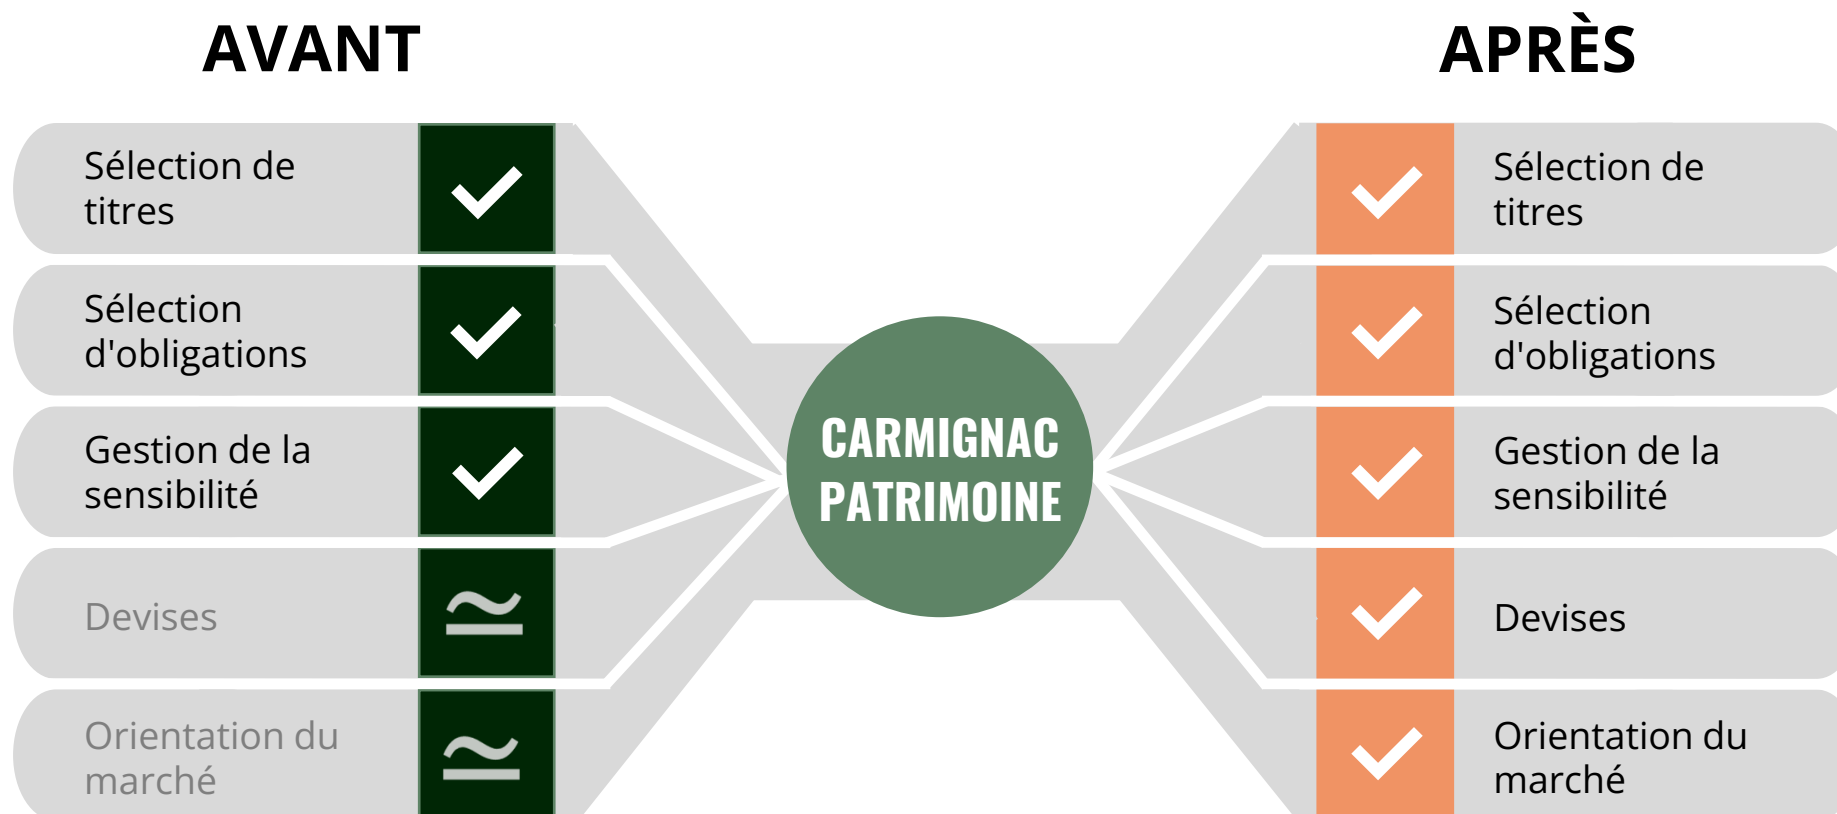 AVANT
APRÈS
Sélection de
titres
Sélection
d'obligations
Gestion de la
sensibilité
Devises
Orientation du
marché
CARMIGNAC
PATRIMOINE
Sélection de
titres
Sélection
d'obligations
Gestion de la
sensibilité
Devises
Orientation du
marché